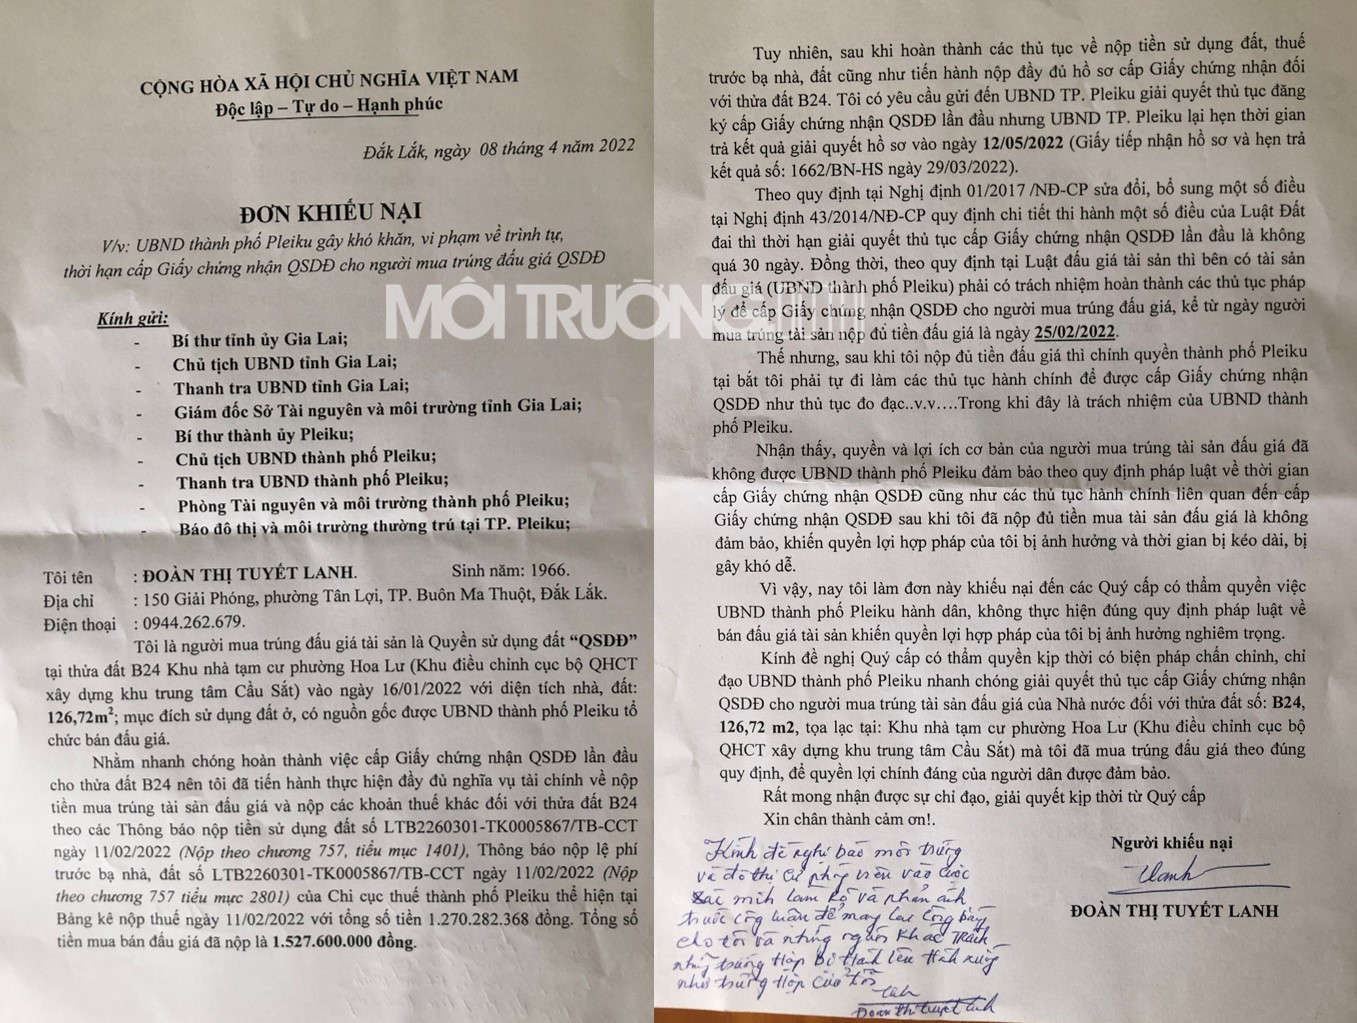 CỘNG HÒA XÃ HỘI CHỦ NGHĨA VIỆT NAM
Độc lập – Tự do – Hạnh phúc
Đắk Lắk, ngày 08 tháng 4 năm 2022
ĐƠN KHIẾU NẠI
V/v: UBND thành phố Pleiku gây khó khăn, vi phạm về trình tự,
thời hạn cấp Giấy chứng nhận QSDĐ cho người mua trúng đấu giá QSDĐ
MÔI TRƯỜNG
Kính gửi:
- Bí thư tỉnh ủy Gia Lai;
- Chủ tịch UBND tỉnh Gia Lai;
- Thanh tra UBND tỉnh Gia Lai;
- Giám đốc Sở Tài nguyên và môi trường tỉnh Gia Lai;
- Bí thư thành ủy Pleiku;
- Chủ tịch UBND thành phố Pleiku;
- Thanh tra UBND thành phố Pleiku;
- Phòng Tài nguyên và môi trường thành phố Pleiku;
- Báo đô thị và môi trường thường trú tại TP. Pleiku;
Tôi tên : ĐOÀN THỊ TUYẾT LANH. Sinh năm: 1966.
Địa chỉ : 150 Giải Phóng, phường Tân Lợi, TP. Buôn Ma Thuột, Đắk Lắk.
Điện thoại : 0944.262.679.
Tôi là người mua trúng đấu giá tài sản là Quyền sử dụng đất “QSDĐ”
tại thửa đất B24 Khu nhà tạm cư phường Hoa Lư (Khu điều chỉnh cục bộ QHCT
xây dựng khu trung tâm Cầu Sắt) vào ngày 16/01/2022 với diện tích nhà, đất:
126,72m²; mục đích sử dụng đất ở, có nguồn gốc được UBND thành phố Pleiku tổ
chức bán đấu giá.
Nhằm nhanh chóng hoàn thành việc cấp Giấy chứng nhận QSDĐ lần đầu
cho thửa đất B24 nên tôi đã tiến hành thực hiện đầy đủ nghĩa vụ tài chính về nộp
tiền mua trúng tài sản đấu giá và nộp các khoản thuế khác đối với thửa đất B24
theo các Thông báo nộp tiền sử dụng đất số LTB2260301-TK0005867/TB-CCT
ngày 11/02/2022 (Nộp theo chương 757, tiểu mục 1401), Thông báo nộp lệ phí
trước bạ nhà, đất số LTB2260301-TK0005867/TB-CCT ngày 11/02/2022 (Nộp
theo chương 757 tiểu mục 2801) của Chi cục thuế thành phố Pleiku thể hiện tại
Bảng kê nộp thuế ngày 11/02/2022 với tổng số tiền 1.270.282.368 đồng. Tổng số
tiền mua bán đấu giá đã nộp là 1.527.600.000 đồng.
Tuy nhiên, sau khi hoàn thành các thủ tục về nộp tiền sử dụng đất, thuế
trước bạ nhà, đất cũng như tiến hành nộp đầy đủ hồ sơ cấp Giấy chứng nhận đối
với thửa đất B24. Tôi có yêu cầu gửi đến UBND TP. Pleiku giải quyết thủ tục đăng
ký cấp Giấy chứng nhận QSDĐ lần đầu nhưng UBND TP. Pleiku lại hẹn thời gian
trả kết quả giải quyết hồ sơ vào ngày 12/05/2022 (Giấy tiếp nhận hồ sơ và hẹn trả
kết quả số: 1662/BN-HS ngày 29/03/2022).
Theo quy định tại Nghị định 01/2017 /NĐ-CP sửa đổi, bổ sung một số điều
tại Nghị định 43/2014/NĐ-CP quy định chi tiết thi hành một số điều của Luật Đất
đai thì thời hạn giải quyết thủ tục cấp Giấy chứng nhận QSDĐ lần đầu là không
quá 30 ngày. Đồng thời, theo quy định tại Luật đấu giá tài sản thì bên có tài sản
đấu giá (UBND thành phố Pleiku) phải có trách nhiệm hoàn thành các thủ tục pháp
lý để cấp Giấy chứng nhận QSDĐ cho người mua trúng đấu giá, kể từ ngày người
mua trúng tài sản nộp đủ tiền đấu giá là ngày 25/02/2022.
Thế nhưng, sau khi tôi nộp đủ tiền đấu giá thì chính quyền thành phố Pleiku
tại bắt tôi phải tự đi làm các thủ tục hành chính để được cấp Giấy chứng nhận
QSDĐ như thủ tục đo đạc..v.v….Trong khi đây là trách nhiệm của UBND thành
phố Pleiku.
Nhận thấy, quyền và lợi ích cơ bản của người mua trúng tài sản đấu giá đã
không được UBND thành phố Pleiku đảm bảo theo quy định pháp luật về thời gian
cấp Giấy chứng nhận QSDĐ cũng như các thủ tục hành chính liên quan đến cấp
Giấy chứng nhận QSDĐ sau khi tôi đã nộp đủ tiền mua tài sản đấu giá là không
đảm bảo, khiến quyền lợi hợp pháp của tôi bị ảnh hưởng và thời gian bị kéo dài, bị
gây khó dễ.
Vì vậy, nay tôi làm đơn này khiếu nại đến các Quý cấp có thẩm quyền việc
UBND thành phố Pleiku hành dân, không thực hiện đúng quy định pháp luật về
bán đấu giá tài sản khiến quyền lợi hợp pháp của tôi bị ảnh hưởng nghiêm trọng.
Kính đề nghị Quý cấp có thẩm quyền kịp thời có biện pháp chấn chỉnh, chỉ
đạo UBND thành phố Pleiku nhanh chóng giải quyết thủ tục cấp Giấy chứng nhận
QSDĐ cho người mua trúng tài sản đấu giá của Nhà nước đối với thửa đất số: B24,
126,72 m2, tọa lạc tại: Khu nhà tạm cư phường Hoa Lư (Khu điều chỉnh cục bộ
QHCT xây dựng khu trung tâm Cầu Sắt) mà tôi đã mua trúng đấu giá theo đúng
quy định, để quyền lợi chính đáng của người dân được đảm bảo.
Rất mong nhận được sự chỉ đạo, giải quyết kịp thời từ Quý cấp
Xin chân thành cảm ơn!.
Người khiếu nại
Lanh
ĐOÀN THỊ TUYẾT LANH
Kính đề nghị báo môi trường
và đô thị cử phóng viên vào cuộc
xác minh làm rõ và phản ánh
trước công luận để mang lại công bằng
cho tôi và những người khác tránh
những trường hợp bị hành lên hành xuống
như trường hợp của tôi
Lanh
Đoàn thị tuyết Lanh